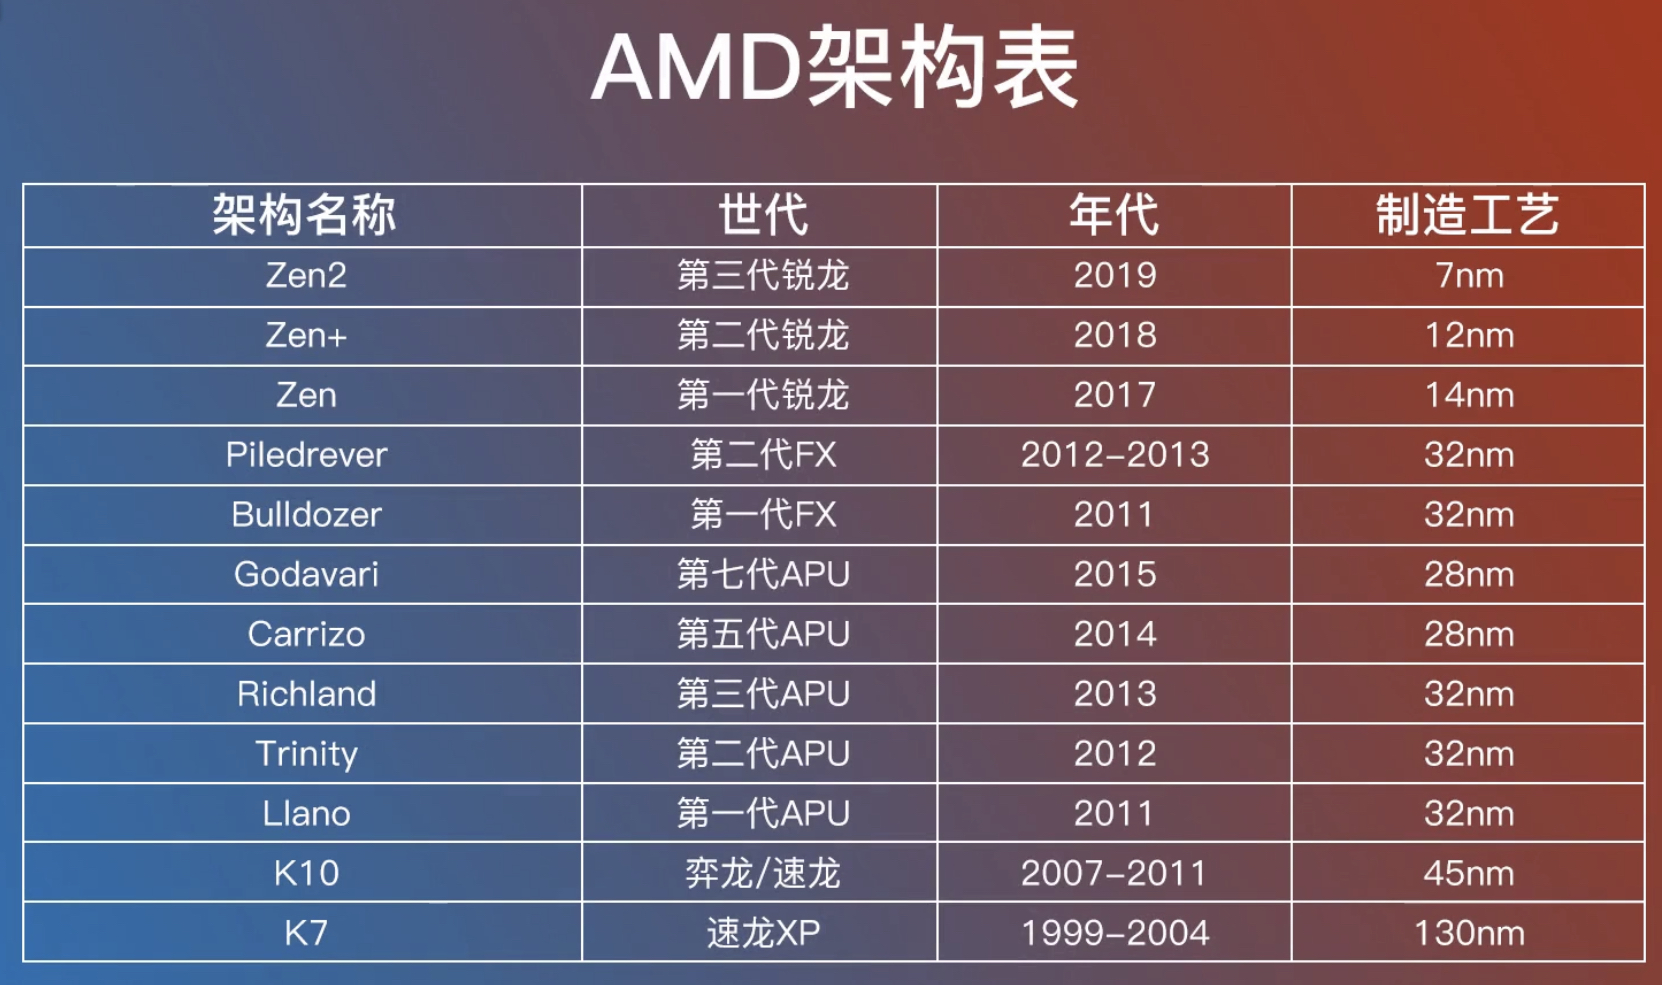 AMD架构表
架构名称 世代 年代 制造工艺
Zen2 第三代锐龙 2019 7nm
Zen+ 第二代锐龙 2018 12nm
Zen 第一代锐龙 2017 14nm
Piledrever 第二代FX 2012-2013 32nm
Bulldozer 第一代FX 2011 32nm
Godavari 第七代APU 2015 28nm
Carrizo 第五代APU 2014 28nm
Richland 第三代APU 2013 32nm
Trinity 第二代APU 2012 32nm
Llano 第一代APU 2011 32nm
K10 弈龙/速龙 2007-2011 45nm
K7 速龙XP 1999-2004 130nm